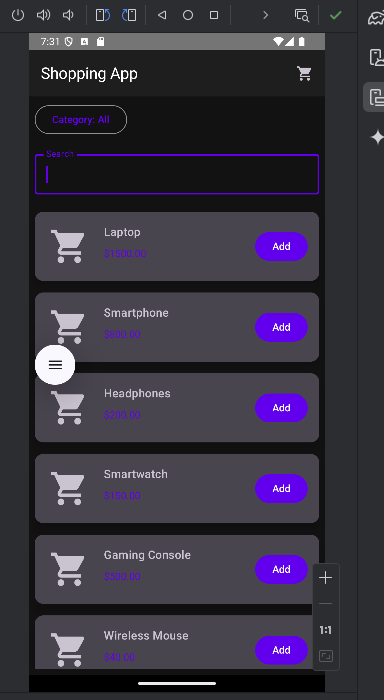 7:31
Shopping App
Category: All
Search
Laptop
$1500.00
Add
Smartphone
$800.00
Add
Headphones
$200.00
Add
Smartwatch
$150.00
Add
Gaming Console
$500.00
Add
Wireless Mouse
$40.00
Add
1:1